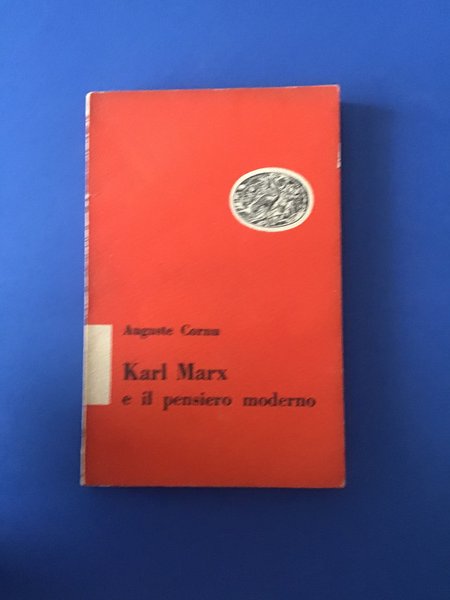 Auguste Cornu
Karl Marx
e il pensiero moderno